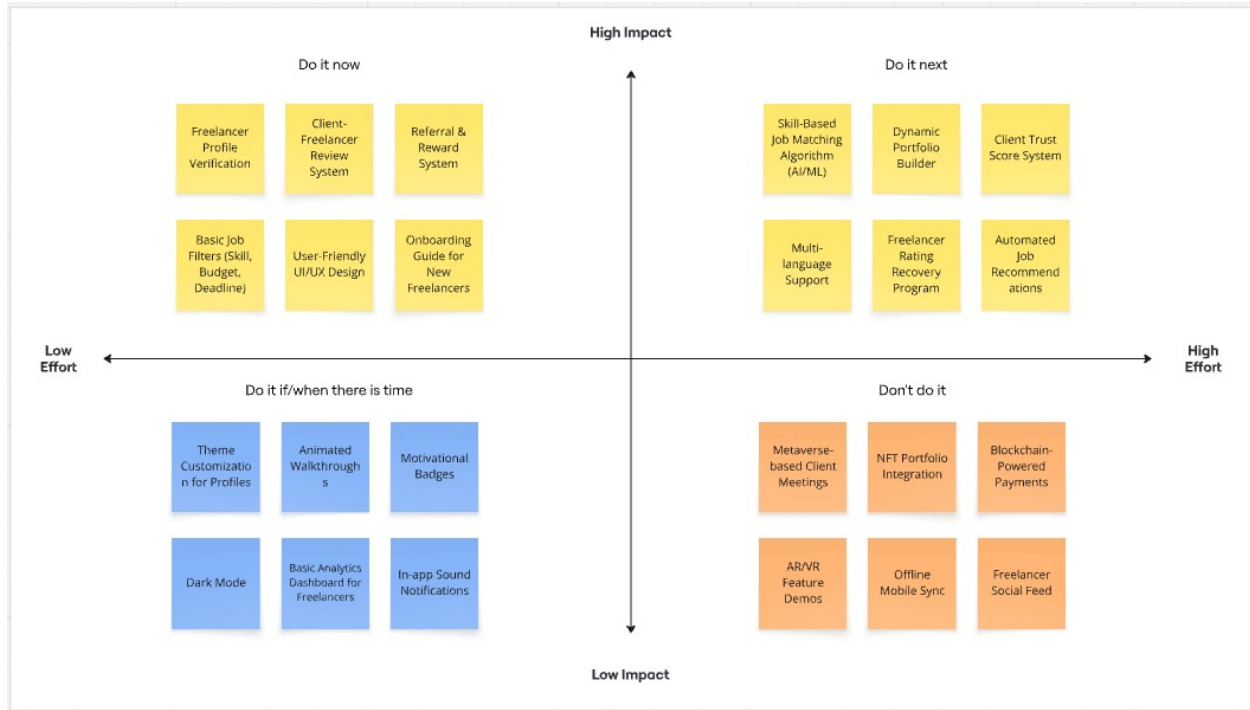 High Impact
Do it now
Do it next
Freelancer
Profile
Verification
Client-
Freelancer
Review
System
Referral &
Reward
System
Skill-Based
Job Matching
Algorithm
(AI/ML)
Dynamic
Portfolio
Builder
Client Trust
Score System
Basic Job
Filters (Skill,
Budget,
Deadline)
User-Friendly
UI/UX Design
Onboarding
Guide for
New
Freelancers
Multi-
language
Support
Freelancer
Rating
Recovery
Program
Automated
Job
Recommend
ations
Low
Effort
High
Effort
Do it if/when there is time
Don't do it
Theme
Customizatio
n for Profiles
Animated
Walkthrough
s
Motivational
Badges
Metaverse-
based Client
Meetings
NFT Portfolio
Integration
Blockchain-
Powered
Payments
Dark Mode
Basic Analytics
Dashboard for
Freelancers
In-app Sound
Notifications
AR/VR
Feature
Demos
Offline
Mobile Sync
Freelancer
Social Feed
Low Impact